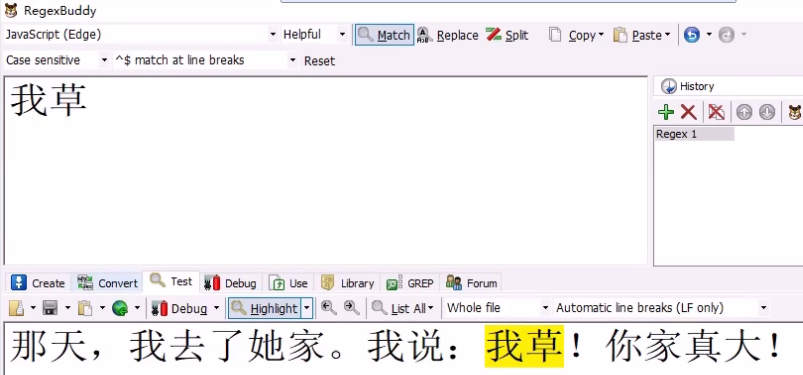 RegexBuddy
JavaScript (Edge) Helpful Match Replace Split Copy Paste
Case sensitive ^$ match at line breaks Reset
我草
History
Regex 1
Create Convert Test Debug Use Library GREP Forum
Debug Highlight List All Whole file Automatic line breaks (LF only)
那天，我去了她家。我说：我草！你家真大！